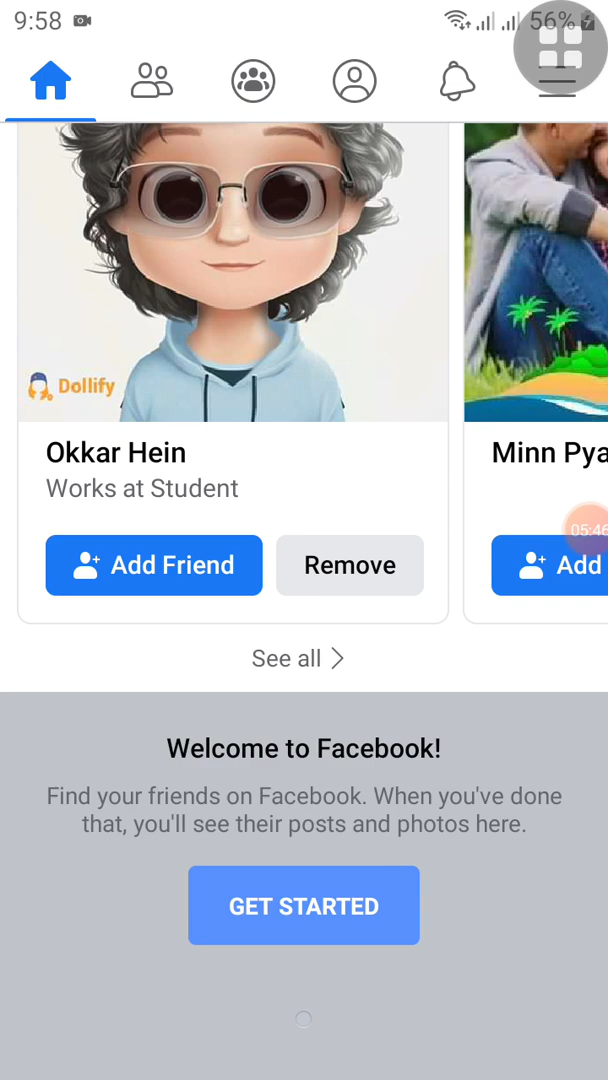 9:58
56%
Dollify
Okkar Hein
Works at Student
Add Friend
Remove
Minn Pya
05:46
Add
See all
Welcome to Facebook!
Find your friends on Facebook. When you've done
that, you'll see their posts and photos here.
GET STARTED